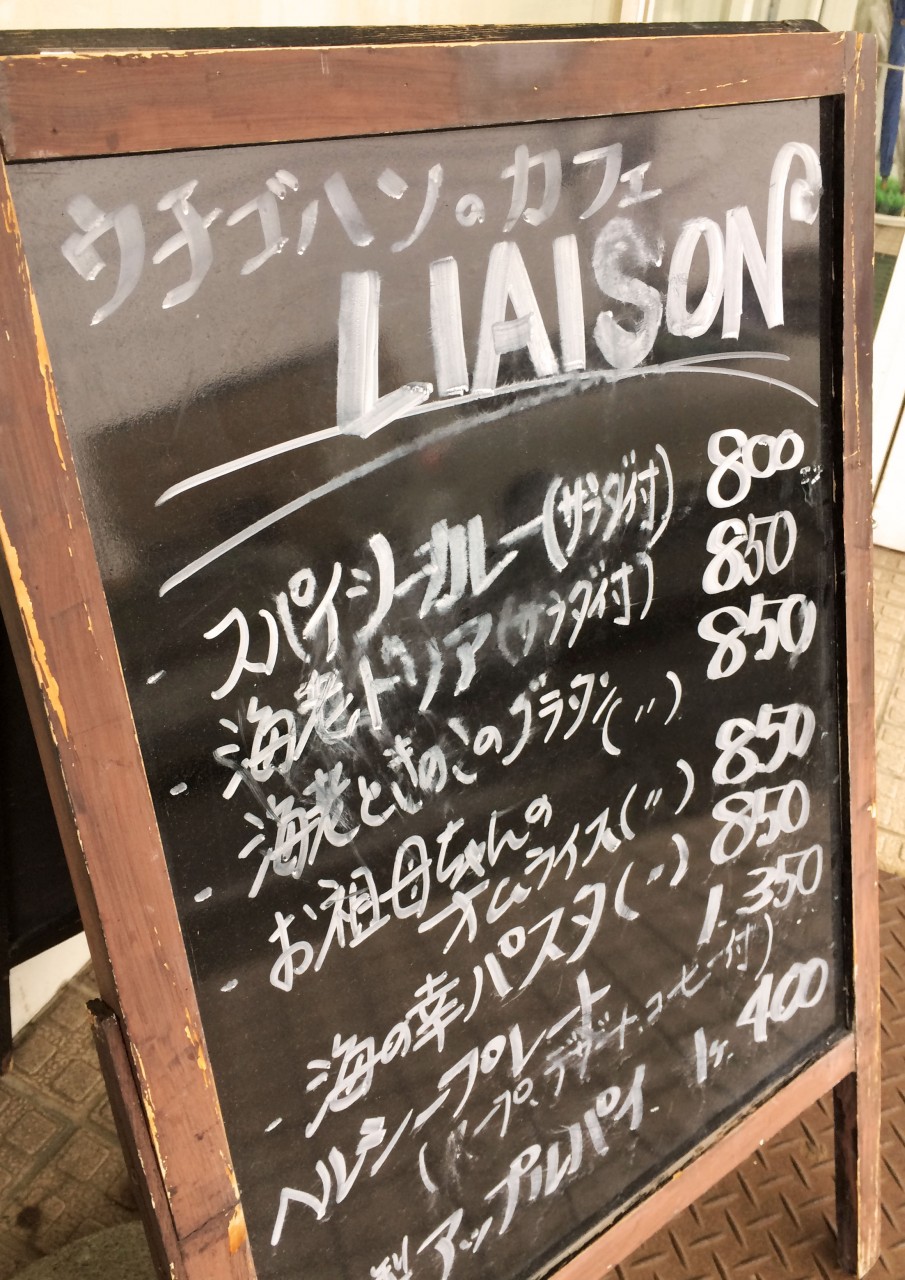 ウチゴハンのカフェ
LIAISON
・スパイシーカレー(サラダ付) 800
・海老ドリア(サラダ付) 850
・海老ときのこのグラタン(〃) 850
・お祖母ちゃんの
オムライス(〃) 850
・海の幸パスタ(〃) 850
ヘルシープレート 1.350
(スープ、デザート、コーヒー付)
製アップルパイ 1ヶ 400